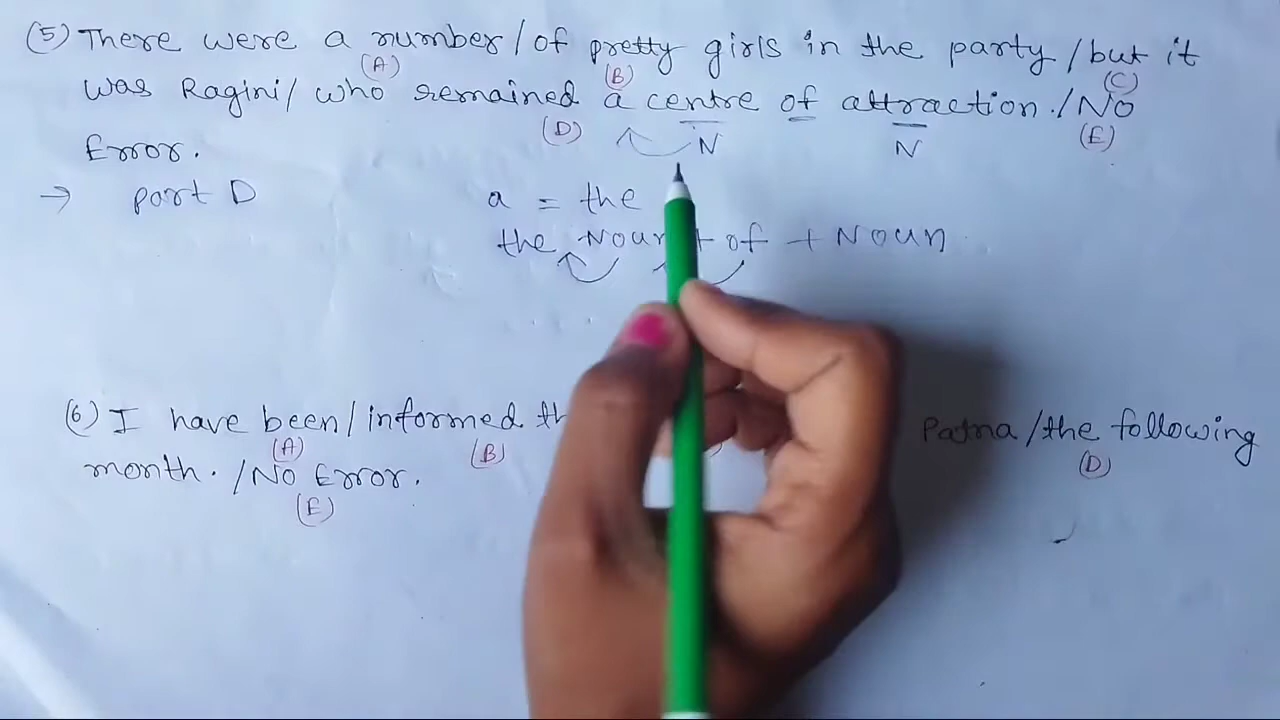 (5) There were a number / of pretty girls in the party / but it
(A) (B) (C)
was Ragini / who remained a centre of attraction. / No
(D) N N (E)
Error.
→ part D a = the
the Noun + of + Noun
(6) I have been / informed Patna / the following
(A) (B) (D)
month. / No Error.
(E)